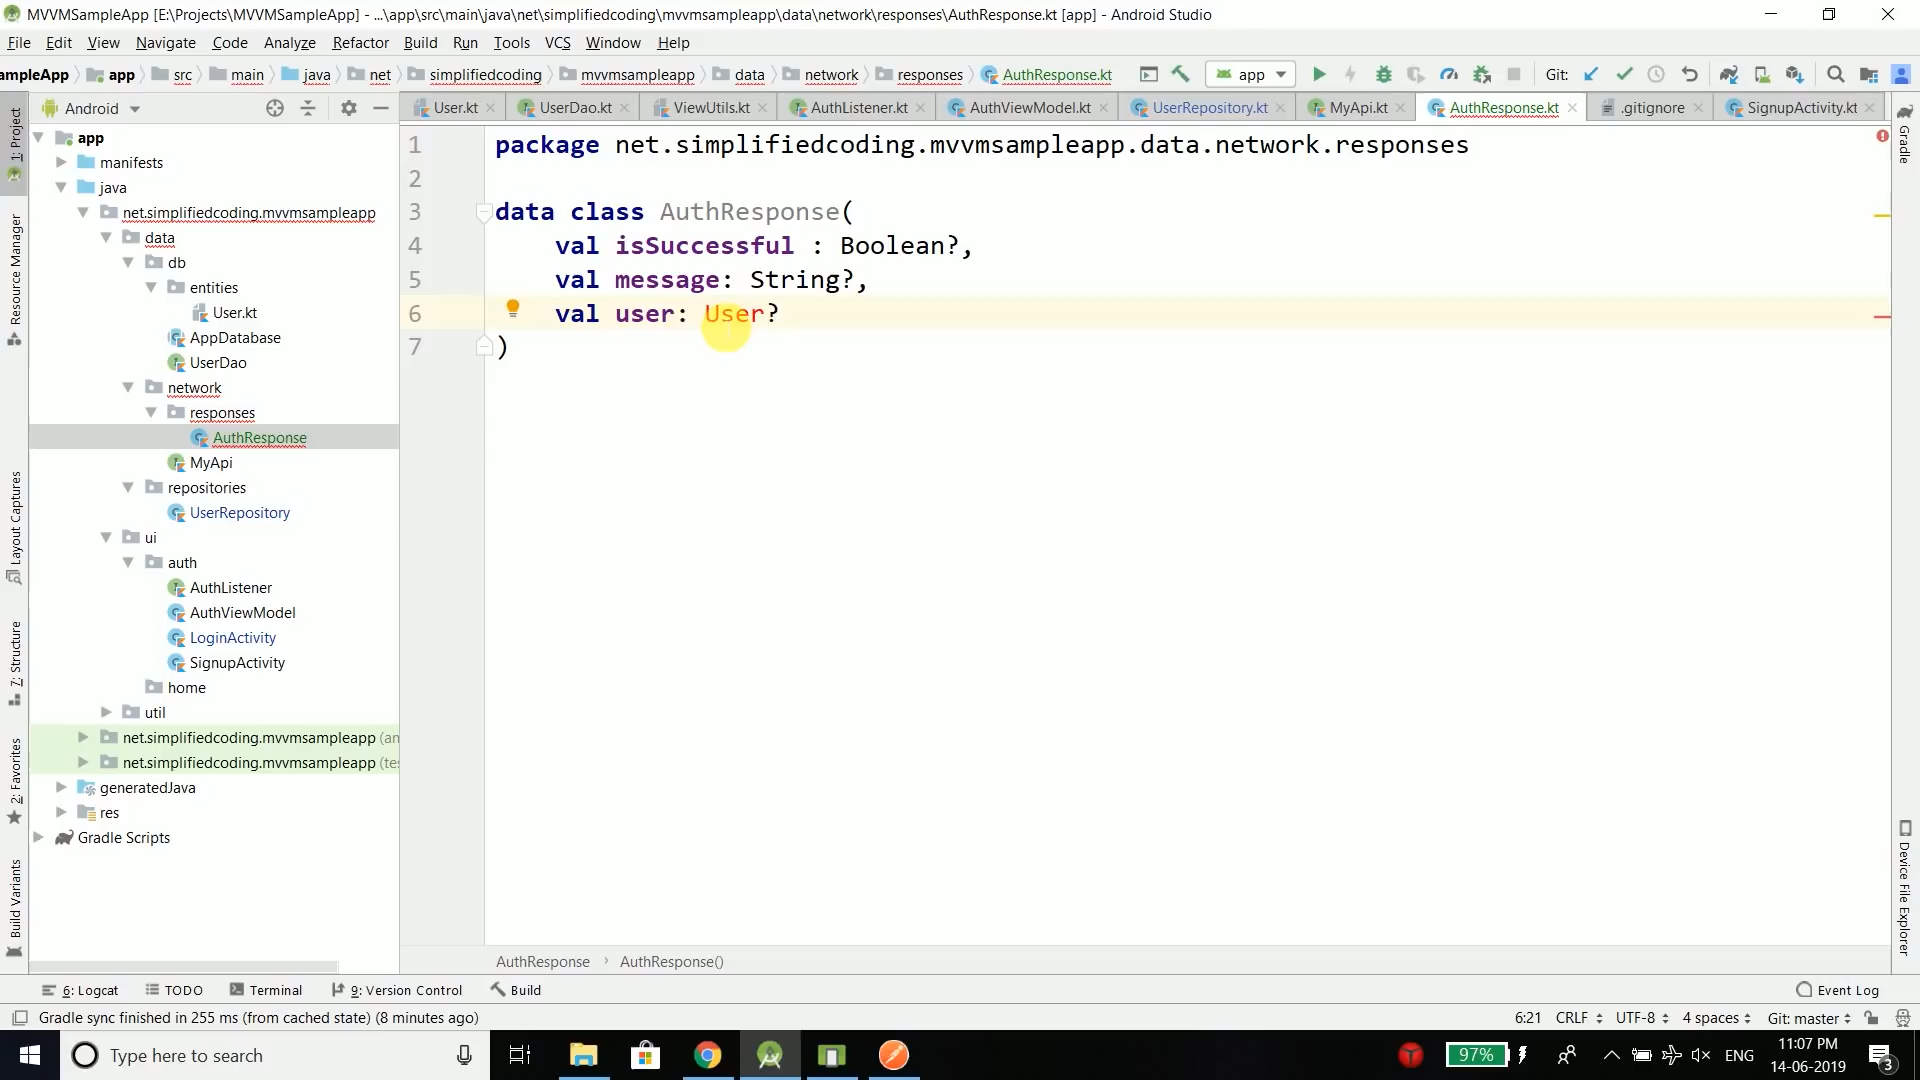 MVVMSampleApp [E:\Projects\MVVMSampleApp] - ...\app\src\main\java\net\simplifiedcoding\mvvmsampleapp\data\network\responses\AuthResponse.kt [app] - Android Studio
File Edit View Navigate Code Analyze Refactor Build Run Tools VCS Window Help
ampleApp app src main java net simplifiedcoding mvvmsampleapp data network responses AuthResponse.kt app Git:
1: Project
Resource Manager
Layout Captures
7: Structure
2: Favorites
Build Variants
Android
app
manifests
java
net.simplifiedcoding.mvvmsampleapp
data
db
entities
User.kt
AppDatabase
UserDao
network
responses
AuthResponse
MyApi
repositories
UserRepository
ui
auth
AuthListener
AuthViewModel
LoginActivity
SignupActivity
home
util
net.simplifiedcoding.mvvmsampleapp (an
net.simplifiedcoding.mvvmsampleapp (tes
generatedJava
res
Gradle Scripts
User.kt UserDao.kt ViewUtils.kt AuthListener.kt AuthViewModel.kt UserRepository.kt MyApi.kt AuthResponse.kt .gitignore SignupActivity.kt
1 package net.simplifiedcoding.mvvmsampleapp.data.network.responses
2
3 data class AuthResponse(
4 val isSuccessful : Boolean?,
5 val message: String?,
6 val user: User?
7 )
AuthResponse › AuthResponse()
Gradle
Device File Explorer
6: Logcat TODO Terminal 9: Version Control Build Event Log
Gradle sync finished in 255 ms (from cached state) (8 minutes ago) 6:21 CRLF UTF-8 4 spaces Git: master
Type here to search 97% ENG 11:07 PM
14-06-2019
3